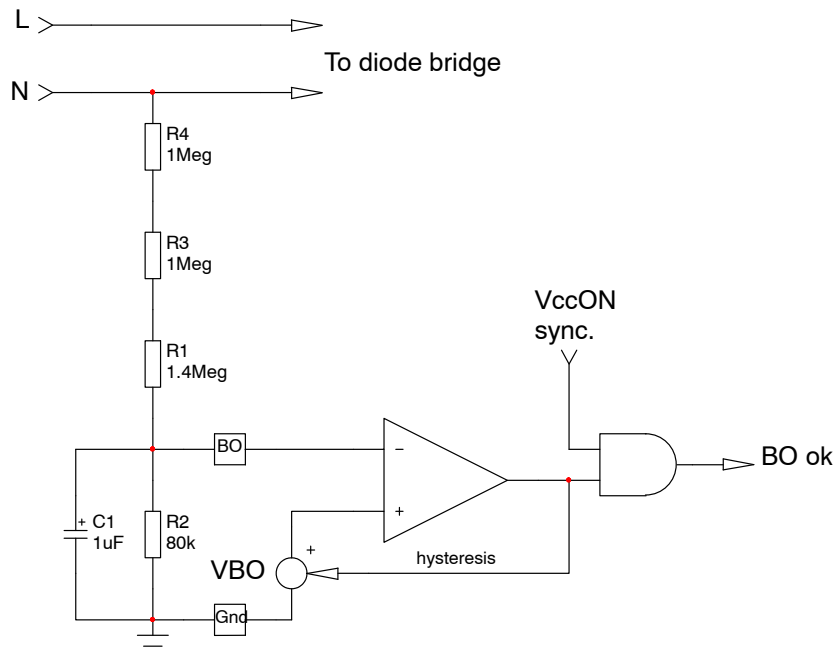 L
To diode bridge
N
R4
1Meg
R3
1Meg
VccON
sync.
R1
1.4Meg
BO
−
BO ok
+
+ C1
1uF
R2
80k
+
VBO
hysteresis
Gnd